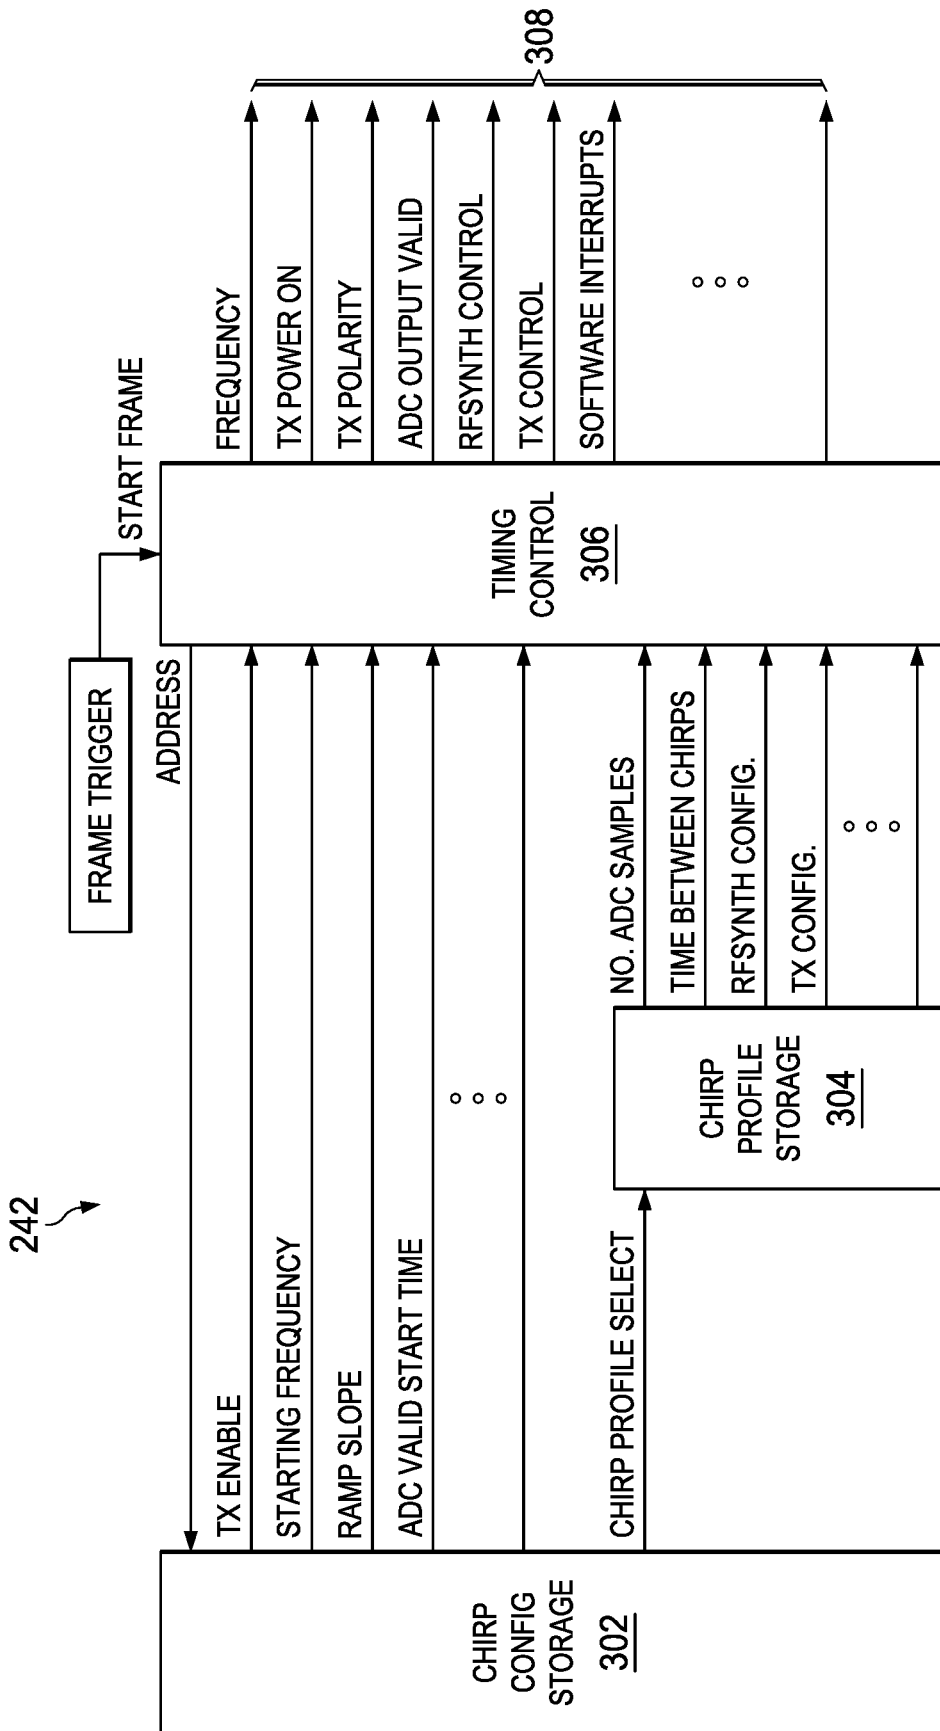 242
FRAME TRIGGER
START FRAME
ADDRESS
TX ENABLE
STARTING FREQUENCY
RAMP SLOPE
ADC VALID START TIME
CHIRP PROFILE SELECT
CHIRP
CONFIG
STORAGE
302
CHIRP
PROFILE
STORAGE
304
NO. ADC SAMPLES
TIME BETWEEN CHIRPS
RFSYNTH CONFIG.
TX CONFIG.
TIMING
CONTROL
306
FREQUENCY
TX POWER ON
TX POLARITY
ADC OUTPUT VALID
RFSYNTH CONTROL
TX CONTROL
SOFTWARE INTERRUPTS
308